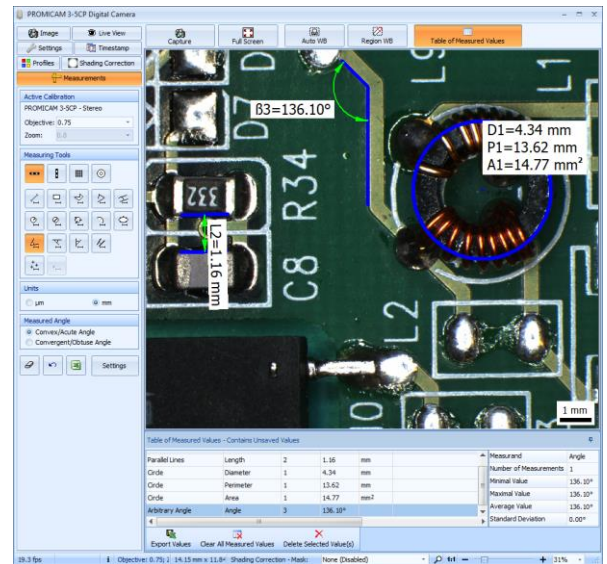 PROMICAM 3-5CP Digital Camera
Image
Live View
Settings
Timestamp
Profiles
Shading Correction
Measurements
Capture
Full Screen
Auto WB
Region WB
Table of Measured Values
Active Calibration
PROMICAM 3-5CP - Stereo
Objective: 0.75
Zoom: 0.8
Measuring Tools
Units
µm
mm
Measured Angle
Convex/Acute Angle
Convergent/Obtuse Angle
Settings
D7
L9
L1
ß3=136.10°
D1=4.34 mm
P1=13.62 mm
A1=14.77 mm²
332
R34
L2=1.16 mm
C8
L2
1 mm
Table of Measured Values - Contains Unsaved Values
Parallel Lines Length 2 1.16 mm
Circle Diameter 1 4.34 mm
Circle Perimeter 1 13.62 mm
Circle Area 1 14.77 mm²
Arbitrary Angle Angle 3 136.10°
Measurand Angle
Number of Measurements 1
Minimal Value 136.10°
Maximal Value 136.10°
Average Value 136.10°
Standard Deviation 0.00°
Export Values
Clear All Measured Values
Delete Selected Value(s)
19.3 fps
Objective: 0.75; 14.15 mm x 11.8
Shading Correction - Mask: None (Disabled)
1:1
31%